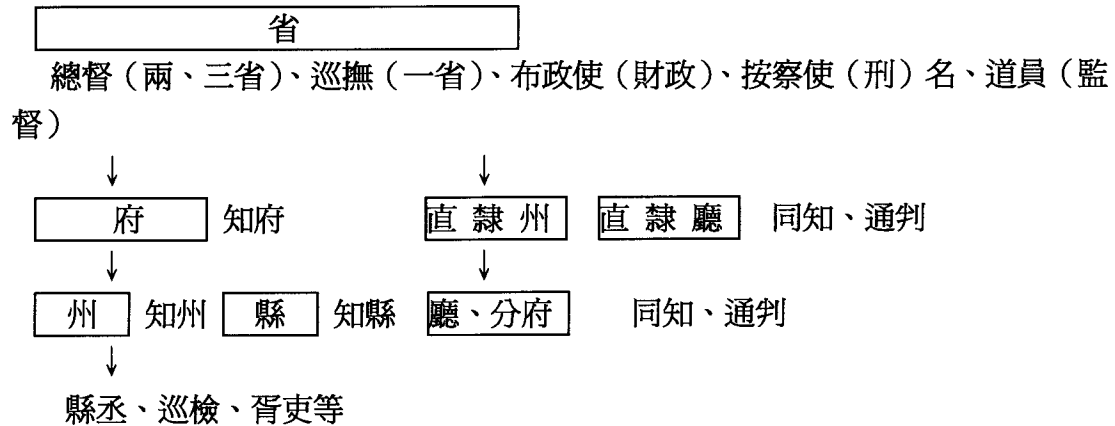 省
總督（兩、三省）、巡撫（一省）、布政使（財政）、按察使（刑）名、道員（監
督）
↓ ↓
府 知府 直隸州 直隸廳 同知、通判
↓ ↓
州 知州 縣 知縣 廳、分府 同知、通判
↓
縣丞、巡檢、胥吏等